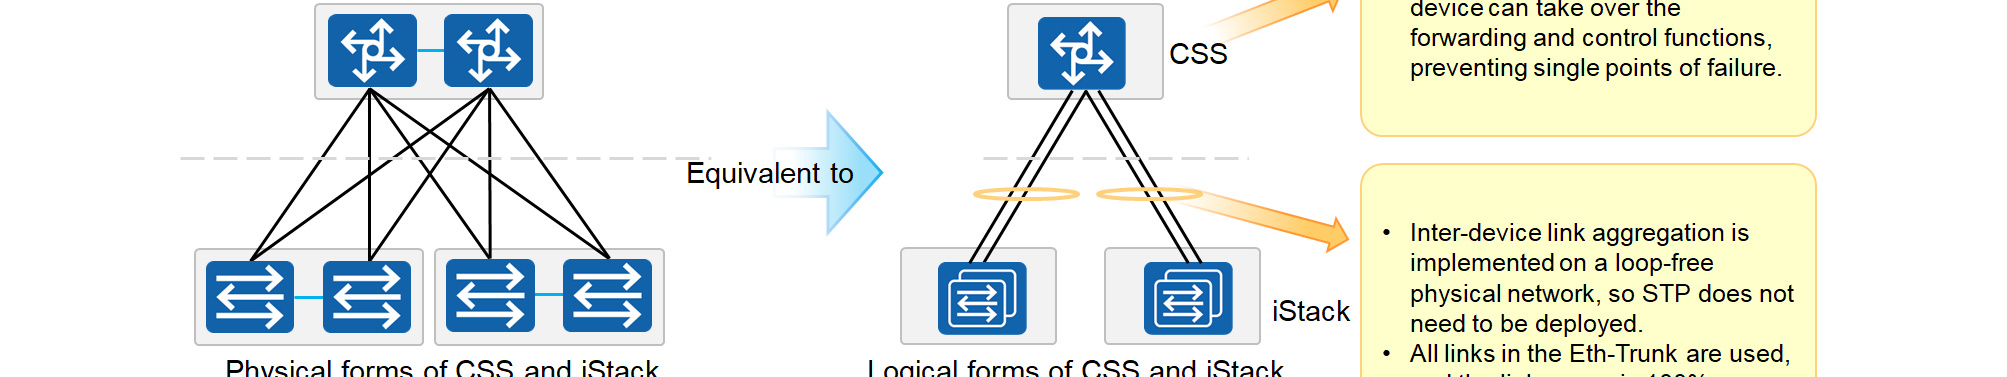 device can take over the
forwarding and control functions,
preventing single points of failure.
CSS
Equivalent to
• Inter-device link aggregation is
implemented on a loop-free
physical network, so STP does not
need to be deployed.
• All links in the Eth-Trunk are used,
iStack
Physical forms of CSS and iStack
Logical forms of CSS and iStack